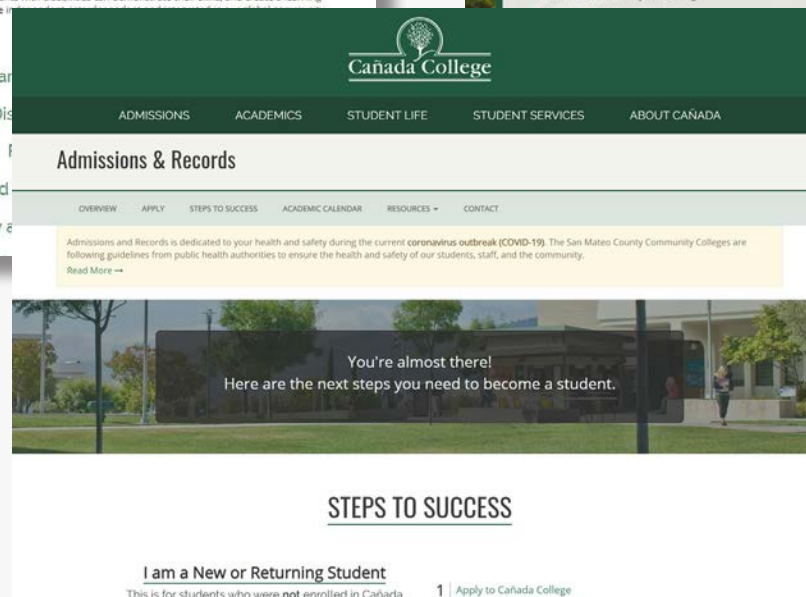 Cañada College
ADMISSIONS ACADEMICS STUDENT LIFE STUDENT SERVICES ABOUT CAÑADA
Admissions & Records
OVERVIEW APPLY STEPS TO SUCCESS ACADEMIC CALENDAR RESOURCES CONTACT
Admissions and Records is dedicated to your health and safety during the current coronavirus outbreak (COVID-19). The San Mateo County Community Colleges are
following guidelines from public health authorities to ensure the health and safety of our students, staff, and the community.
Read More →
You're almost there!
Here are the next steps you need to become a student.
STEPS TO SUCCESS
I am a New or Returning Student
This is for students who were not enrolled in Cañada
1 Apply to Cañada College